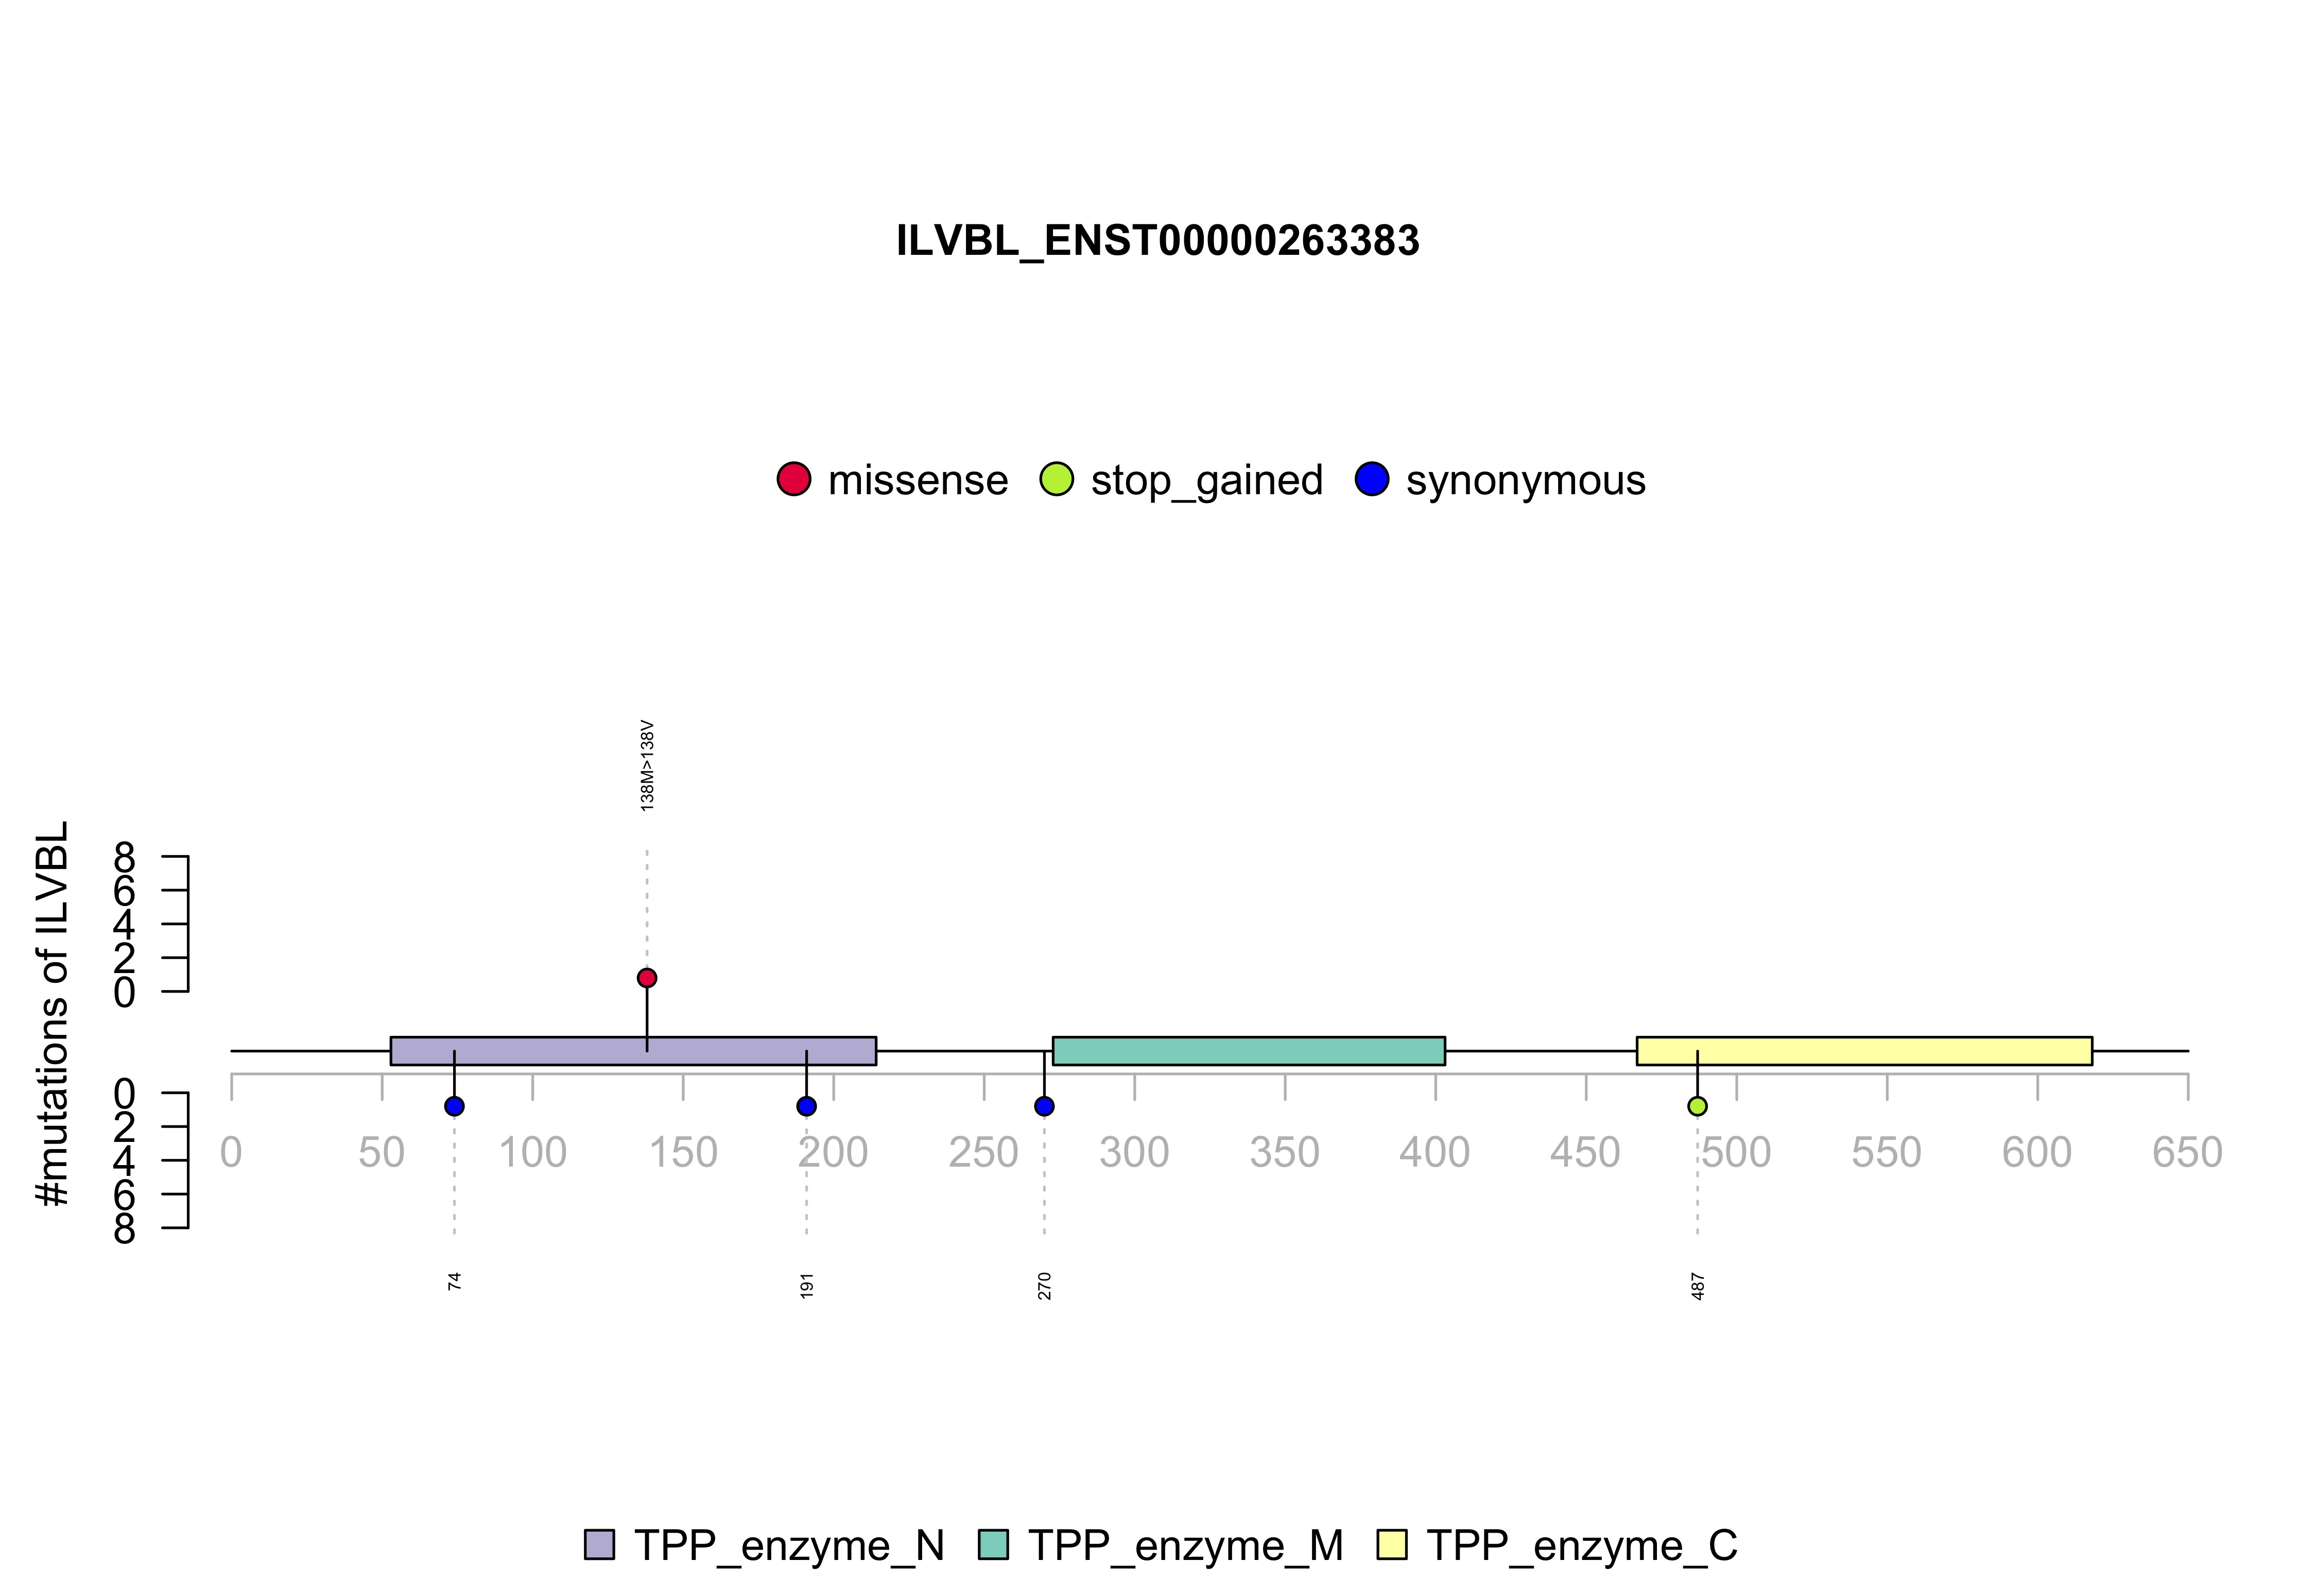 ILVBL_ENST00000263383
missense stop_gained synonymous
138M>138V
#mutations of ILVBL
8
6
4
2
0
0
2
4
6
8
0 50 100 150 200 250 300 350 400 450 500 550 600 650
74 191 270 487
TPP_enzyme_N TPP_enzyme_M TPP_enzyme_C